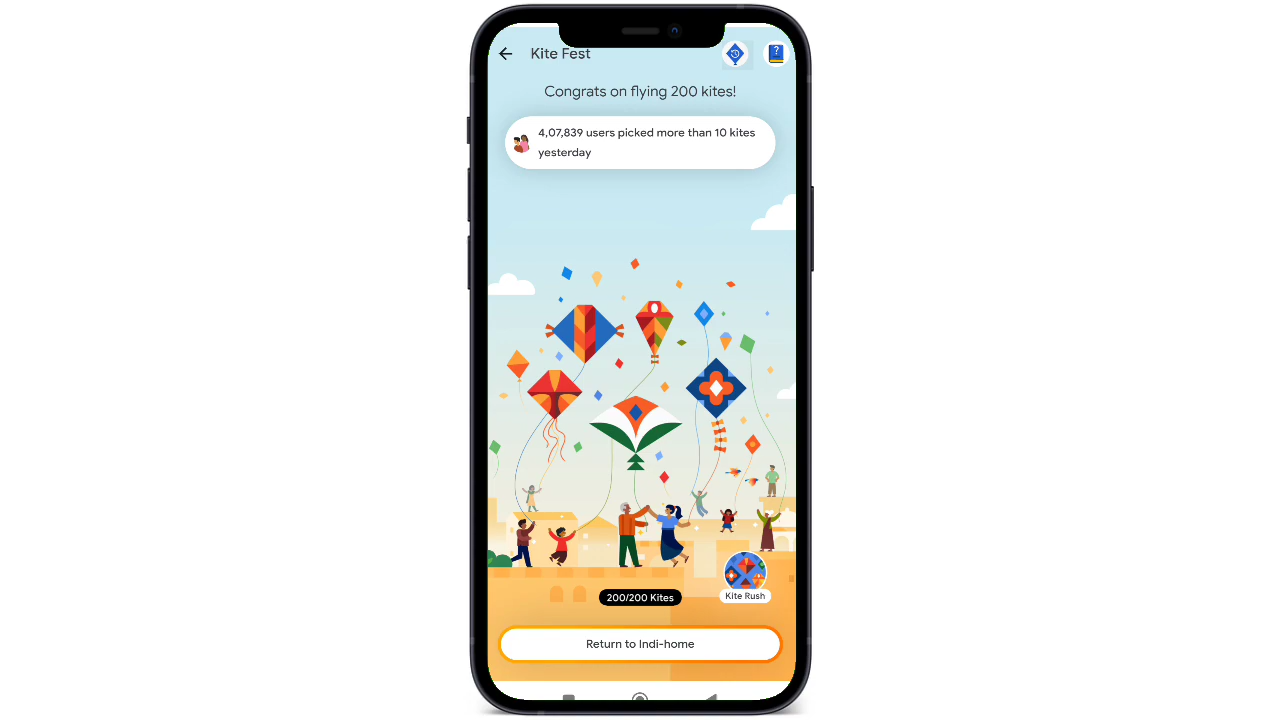 Kite Fest
?
Congrats on flying 200 kites!
4,07,839 users picked more than 10 kites
yesterday
200/200 Kites
Kite Rush
Return to Indi-home